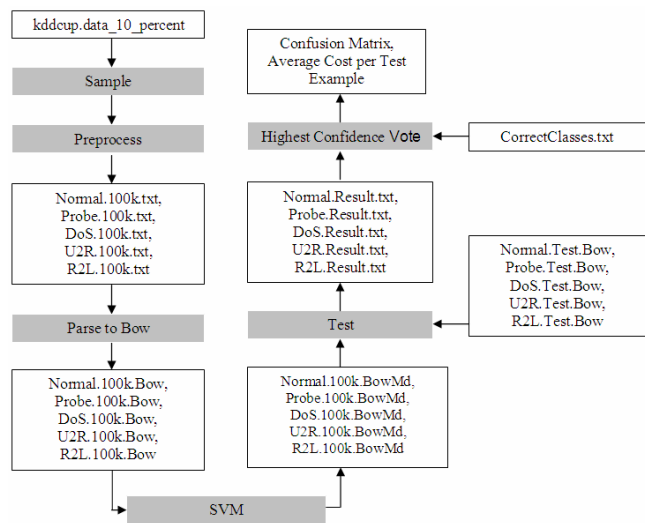 kddcup.data_10_percent
Sample
Preprocess
Normal.100k.txt,
Probe.100k.txt,
DoS.100k.txt,
U2R.100k.txt,
R2L.100k.txt
Parse to Bow
Normal.100k.Bow,
Probe.100k.Bow,
DoS.100k.Bow,
U2R.100k.Bow,
R2L.100k.Bow
SVM
Normal.100k.BowMd,
Probe.100k.BowMd,
DoS.100k.BowMd,
U2R.100k.BowMd,
R2L.100k.BowMd
Test
Normal.Test.Bow,
Probe.Test.Bow,
DoS.Test.Bow,
U2R.Test.Bow,
R2L.Test.Bow
Normal.Result.txt,
Probe.Result.txt,
DoS.Result.txt,
U2R.Result.txt,
R2L.Result.txt
Highest Confidence Vote
CorrectClasses.txt
Confusion Matrix,
Average Cost per Test
Example